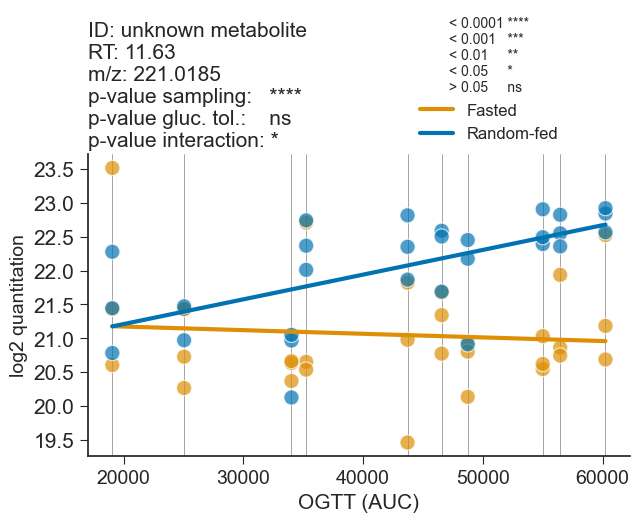 ID: unknown metabolite
RT: 11.63
m/z: 221.0185
p-value sampling: ****
p-value gluc. tol.: ns
p-value interaction: *
< 0.0001 ****
< 0.001 ***
< 0.01 **
< 0.05 *
> 0.05 ns
Fasted
Random-fed
log2 quantitation
23.5
23.0
22.5
22.0
21.5
21.0
20.5
20.0
19.5
20000 30000 40000 50000 60000
OGTT (AUC)